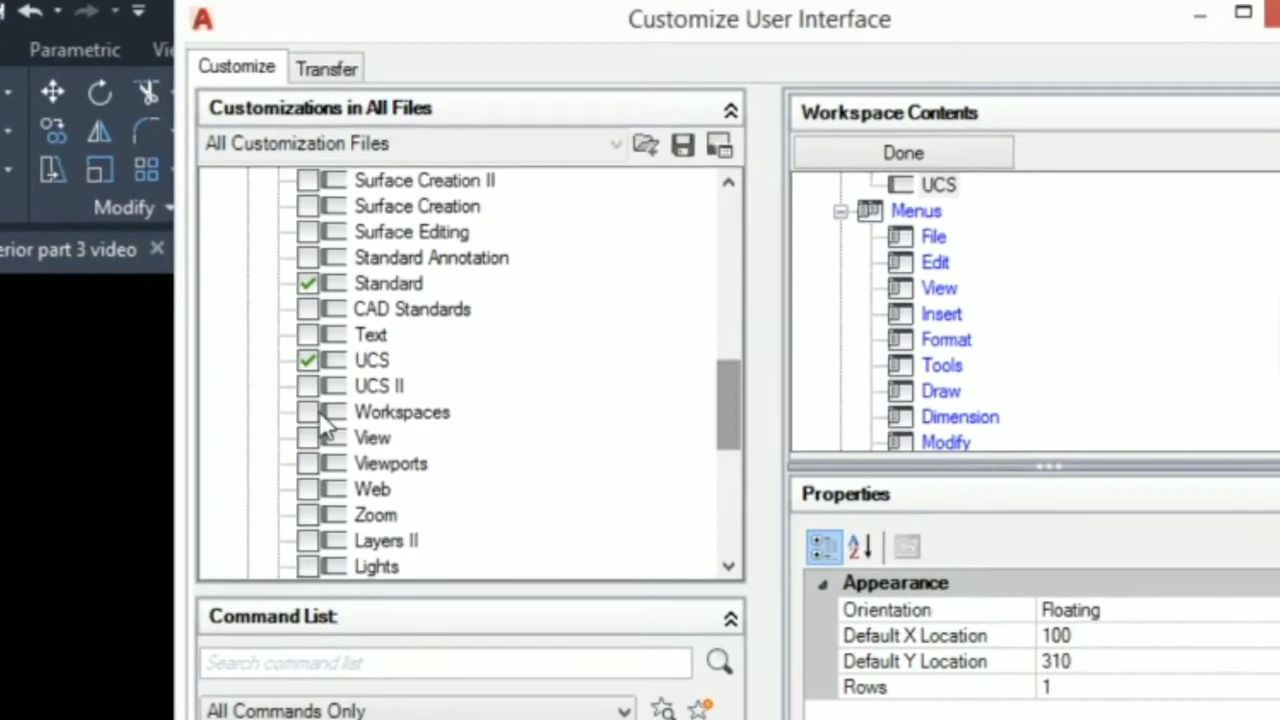 Customize User Interface
Parametric
Vi
Customize
Transfer
Customizations in All Files
All Customization Files
Surface Creation II
Surface Creation
Surface Editing
Standard Annotation
Standard
CAD Standards
Text
UCS
UCS II
Workspaces
View
Viewports
Web
Zoom
Layers II
Lights
Modify
erior part 3 video
Command List:
Search command list
All Commands Only
Workspace Contents
Done
UCS
Menus
File
Edit
View
Insert
Format
Tools
Draw
Dimension
Modify
Properties
Appearance
Orientation Floating
Default X Location 100
Default Y Location 310
Rows 1